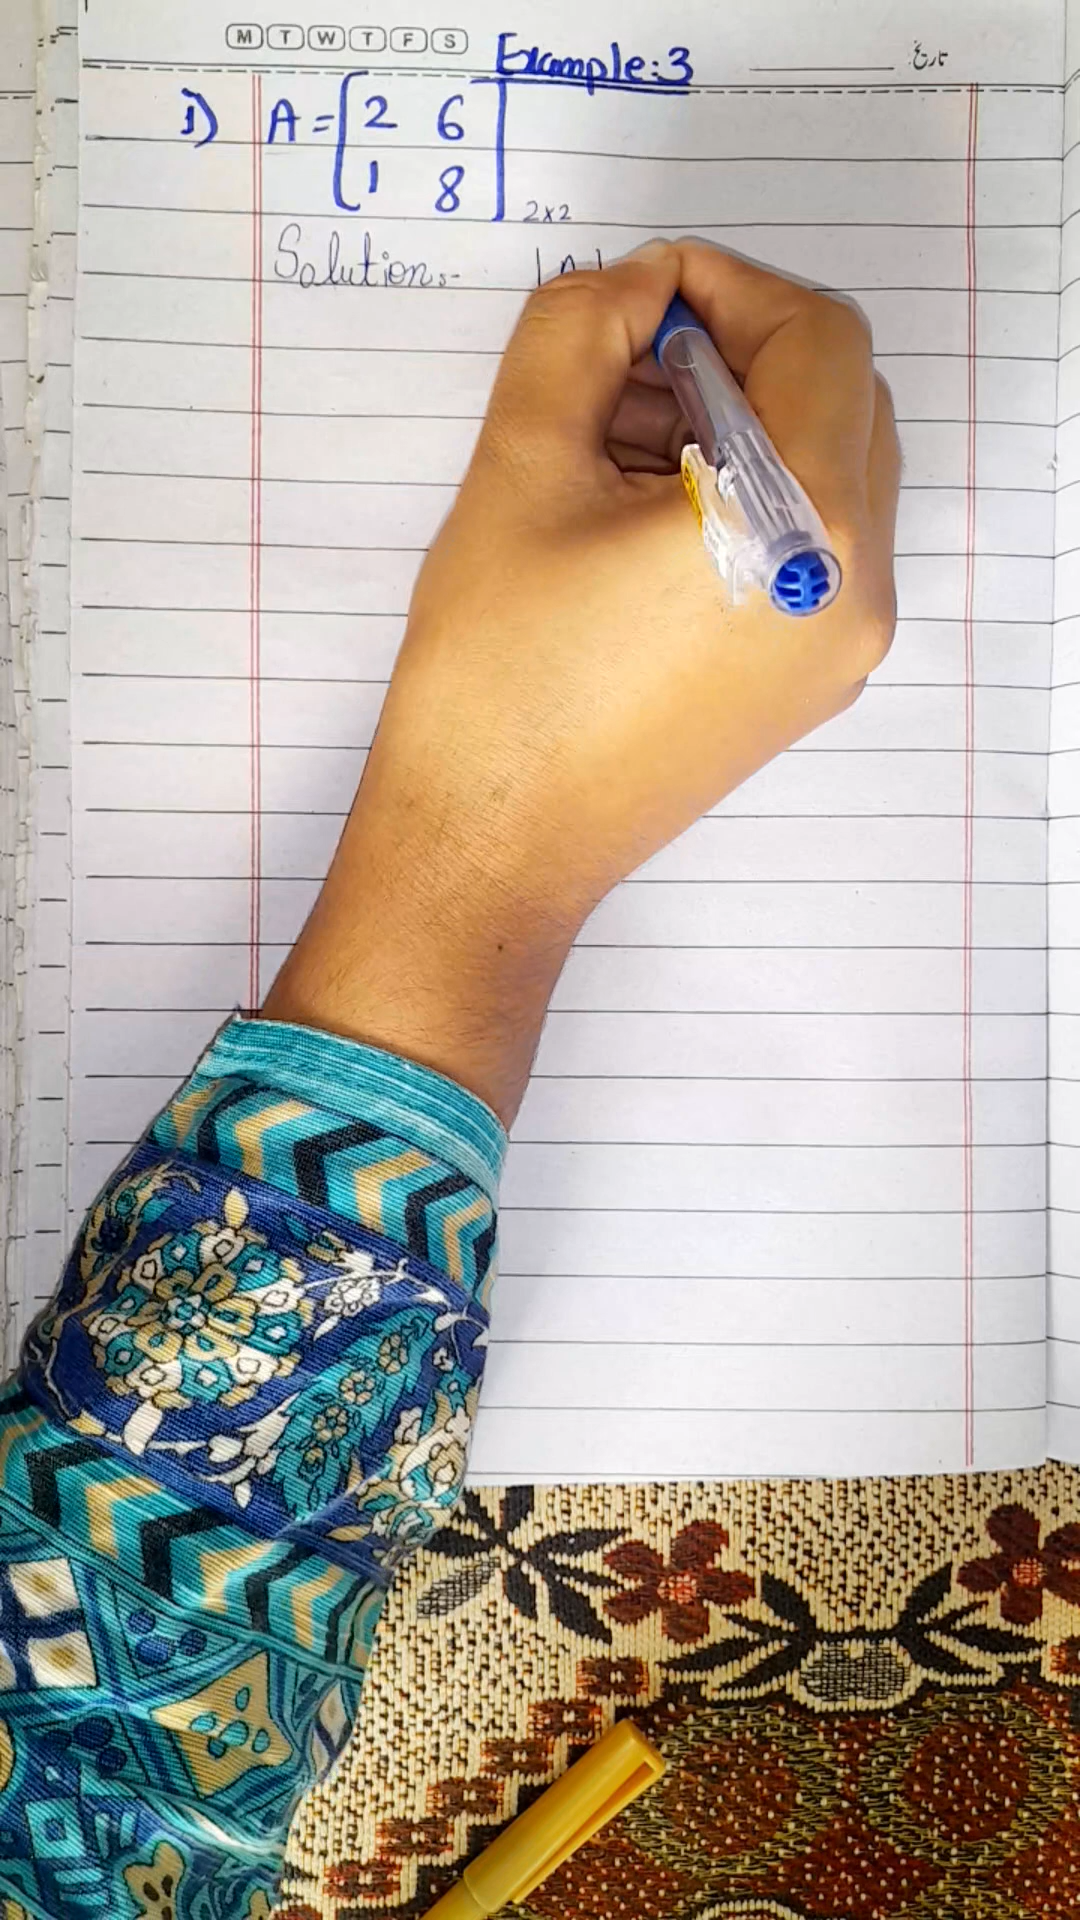 M T W T F S
Example:3
تاریخ
1) A = [2 6
1 8] 2x2
Solution:- |A|